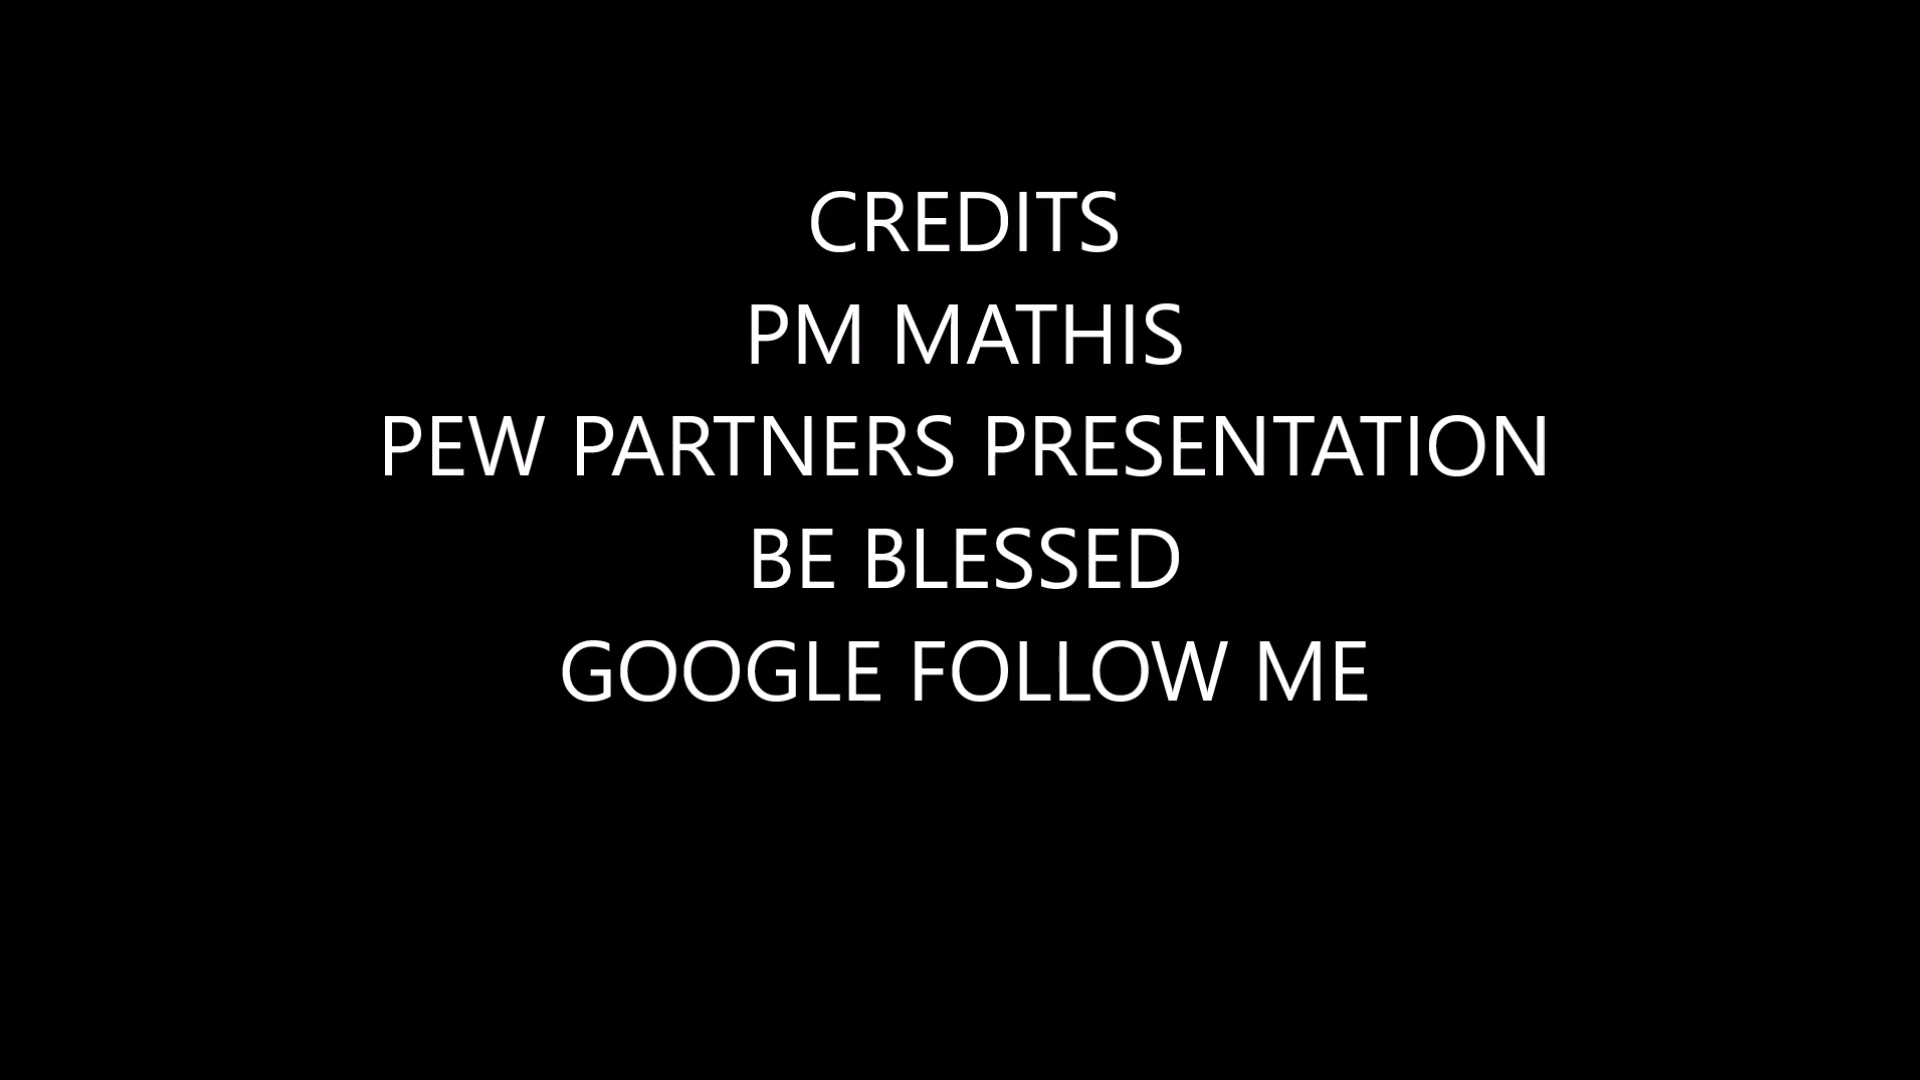 CREDITS
PM MATHIS
PEW PARTNERS PRESENTATION
BE BLESSED
GOOGLE FOLLOW ME